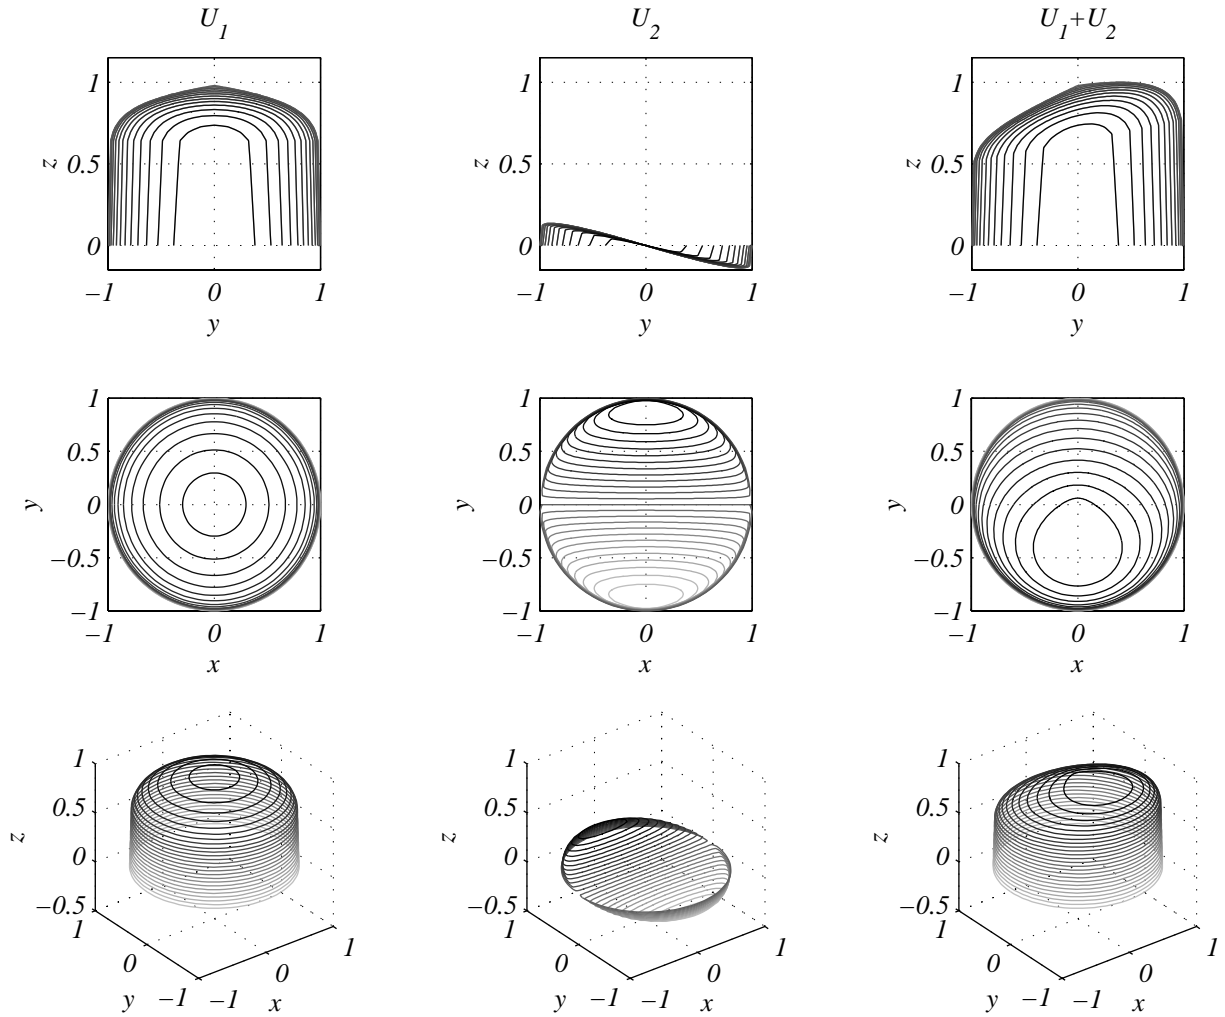 U1 U2 U1+U2
1 1 1
z 0.5 z 0.5 z 0.5
0 0 0
−1 0 1 −1 0 1 −1 0 1
y y y
1 1 1
0.5 0.5 0.5
y 0 y 0 y 0
−0.5 −0.5 −0.5
−1 −1 −1
−1 0 1 −1 0 1 −1 0 1
x x x
1 1 1
0.5 0.5 0.5
z 0 z 0 z 0
−0.5 −0.5 −0.5
1 1 1 1 1 1
0 0 0 0 0 0
y −1 −1 x y −1 −1 x y −1 −1 x